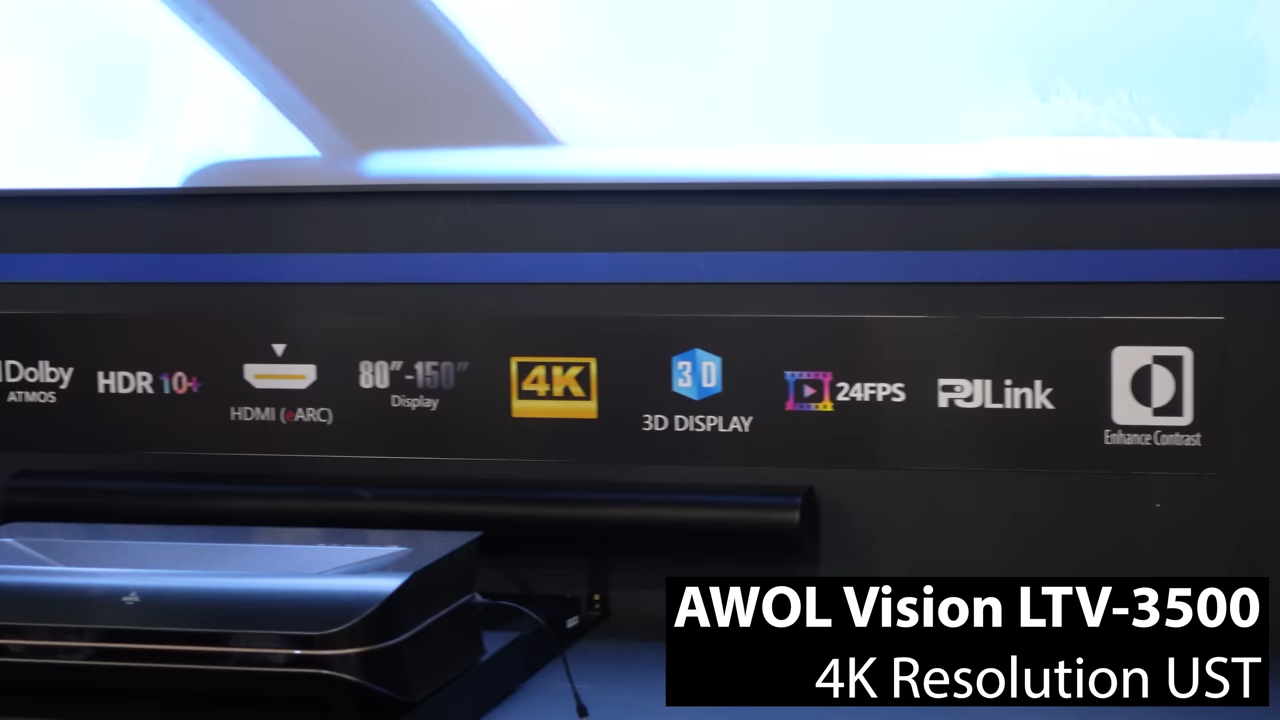 Dolby
ATMOS
HDR 10+
HDMI (eARC)
80”-150”
Display
4K
3D
3D DISPLAY
24FPS
PJLink
Enhance Contrast
AWOL Vision LTV-3500
4K Resolution UST